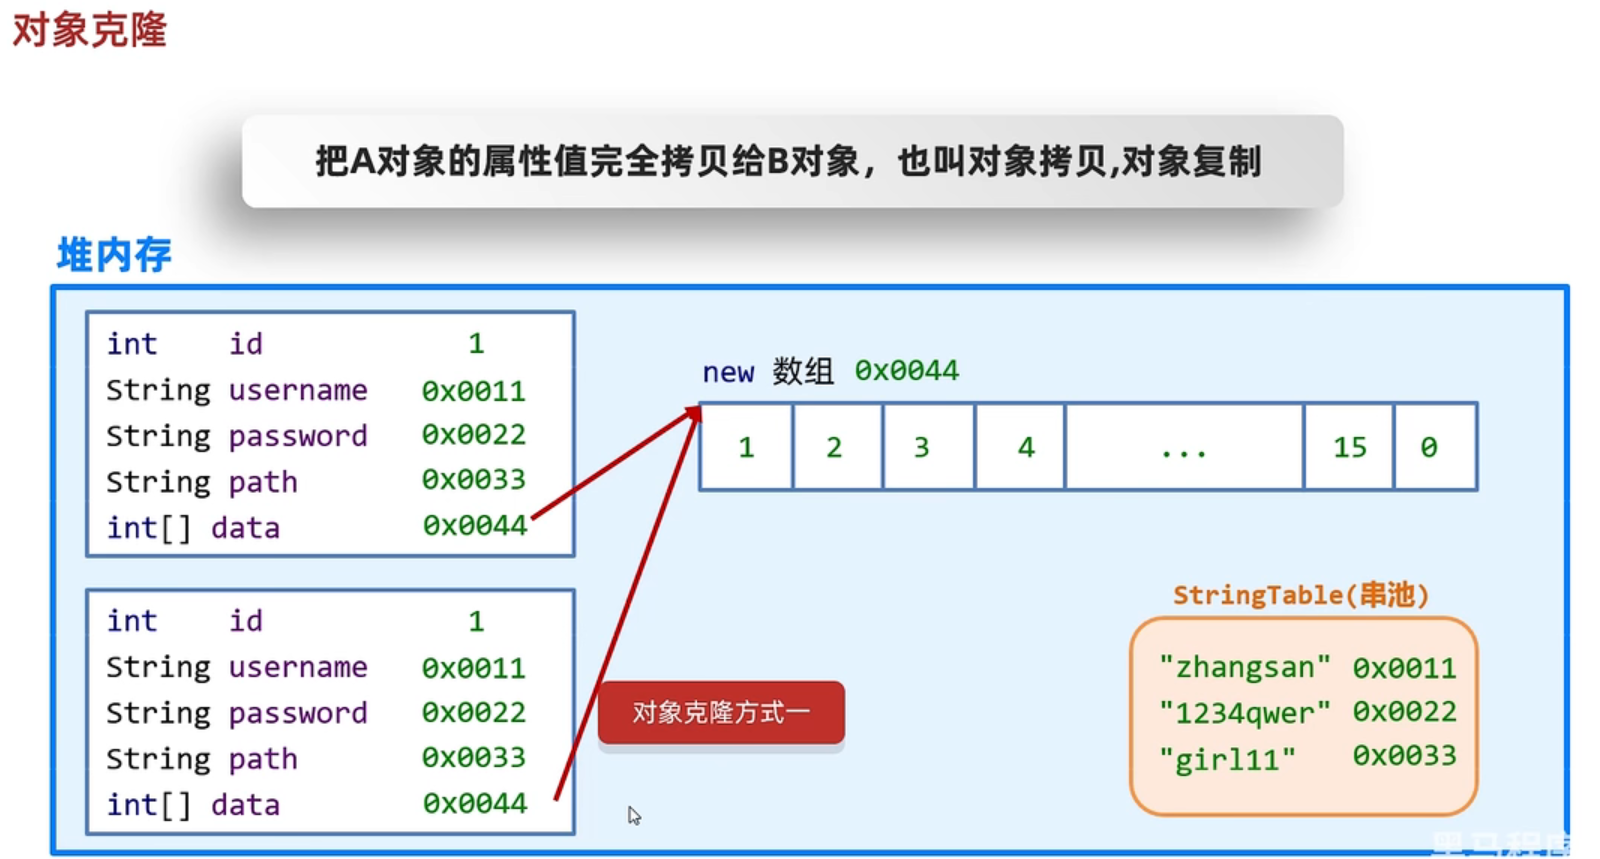 对象克隆
把A对象的属性值完全拷贝给B对象，也叫对象拷贝,对象复制
堆内存
int id 1
String username 0x0011
String password 0x0022
String path 0x0033
int[] data 0x0044
new 数组 0x0044
1 2 3 4 ... 15 0
int id 1
String username 0x0011
String password 0x0022
String path 0x0033
int[] data 0x0044
对象克隆方式一
StringTable(串池)
"zhangsan" 0x0011
"1234qwer" 0x0022
"girl11" 0x0033